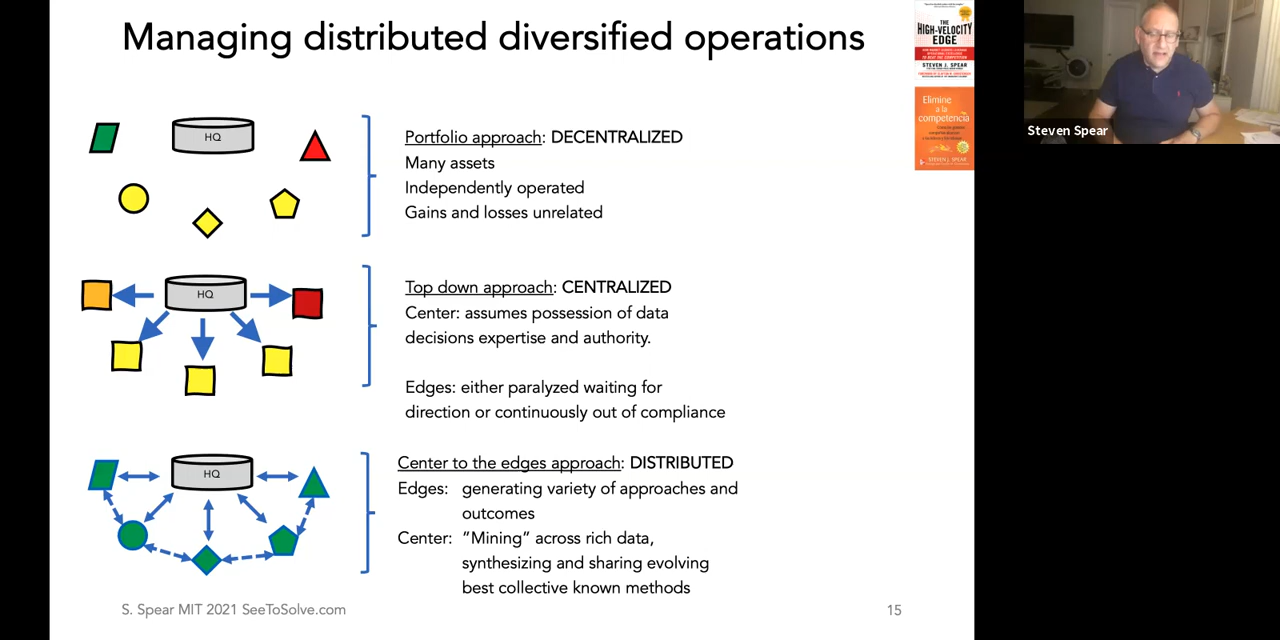 Managing distributed diversified operations
HQ
Portfolio approach: DECENTRALIZED
Many assets
Independently operated
Gains and losses unrelated
HQ
Top down approach: CENTRALIZED
Center: assumes possession of data
decisions expertise and authority.
Edges: either paralyzed waiting for
direction or continuously out of compliance
HQ
Center to the edges approach: DISTRIBUTED
Edges: generating variety of approaches and
outcomes
Center: ”Mining” across rich data,
synthesizing and sharing evolving
best collective known methods
S. Spear MIT 2021 SeeToSolve.com
15
THE
HIGH-VELOCITY
EDGE
STEVEN J. SPEAR
Elimine
a la
competencia
STEVEN J. SPEAR
Steven Spear